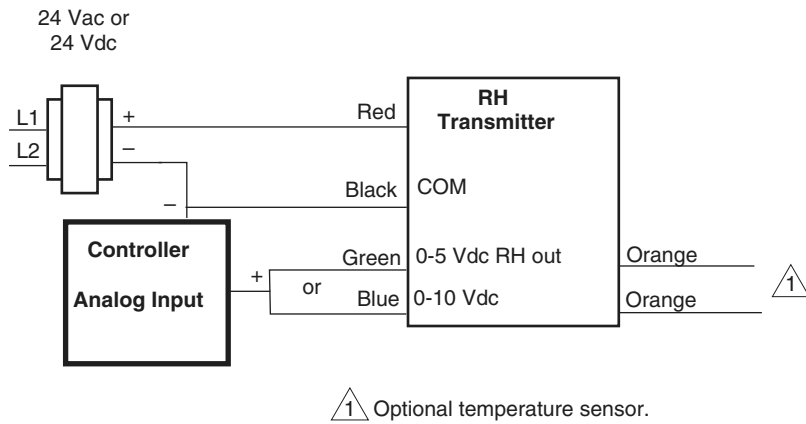 24 Vac or
24 Vdc
L1
L2
+
–
–
Red
RH
Transmitter
Black
COM
Controller
Analog Input
+
or
Green
0-5 Vdc RH out
Blue
0-10 Vdc
Orange
Orange
1
1 Optional temperature sensor.